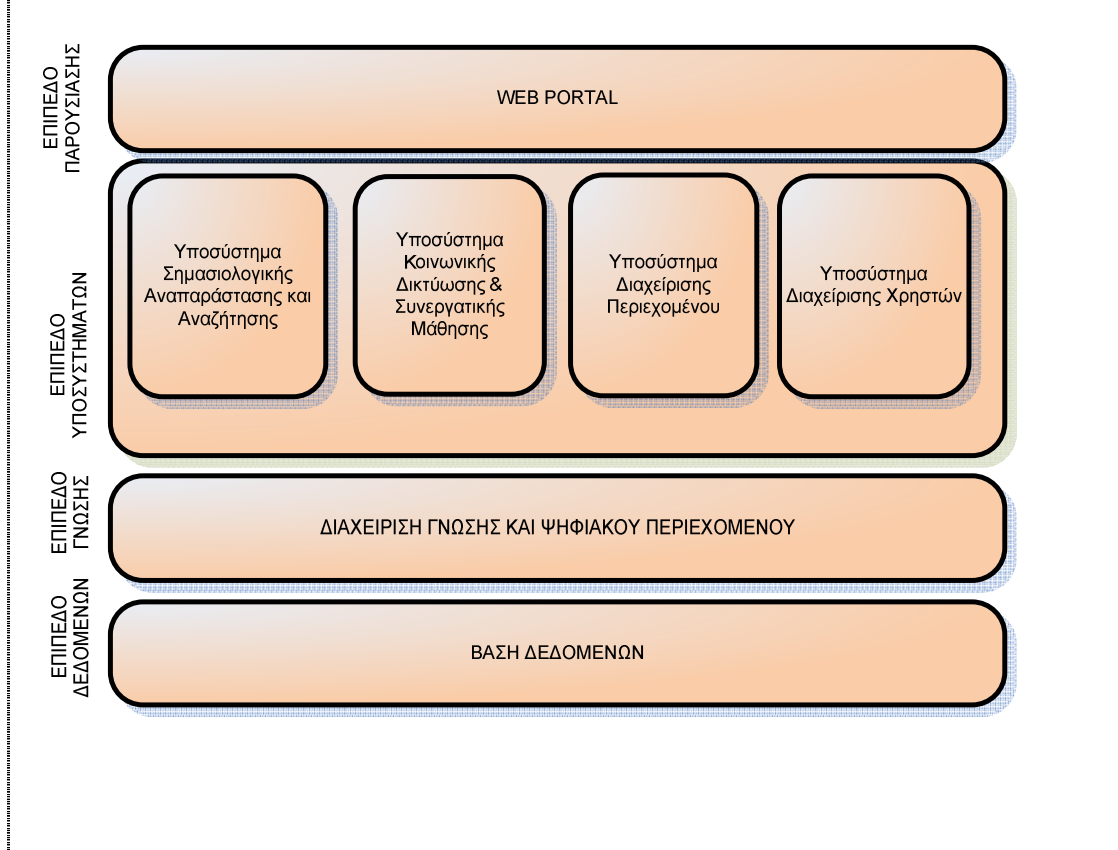 ΕΠΙΠΕΔΟ
ΠΑΡΟΥΣΙΑΣΗΣ
WEB PORTAL
ΕΠΙΠΕΔΟ
ΥΠΟΣΥΣΤΗΜΑΤΩΝ
Υποσύστημα
Σημασιολογικής
Αναπαράστασης και
Αναζήτησης
Υποσύστημα
Κοινωνικής
Δικτύωσης &
Συνεργατικής
Μάθησης
Υποσύστημα
Διαχείρισης
Περιεχομένου
Υποσύστημα
Διαχείρισης Χρηστών
ΕΠΙΠΕΔΟ
ΓΝΩΣΗΣ
ΔΙΑΧΕΙΡΙΣΗ ΓΝΩΣΗΣ ΚΑΙ ΨΗΦΙΑΚΟΥ ΠΕΡΙΕΧΟΜΕΝΟΥ
ΕΠΙΠΕΔΟ
ΔΕΔΟΜΕΝΩΝ
ΒΑΣΗ ΔΕΔΟΜΕΝΩΝ